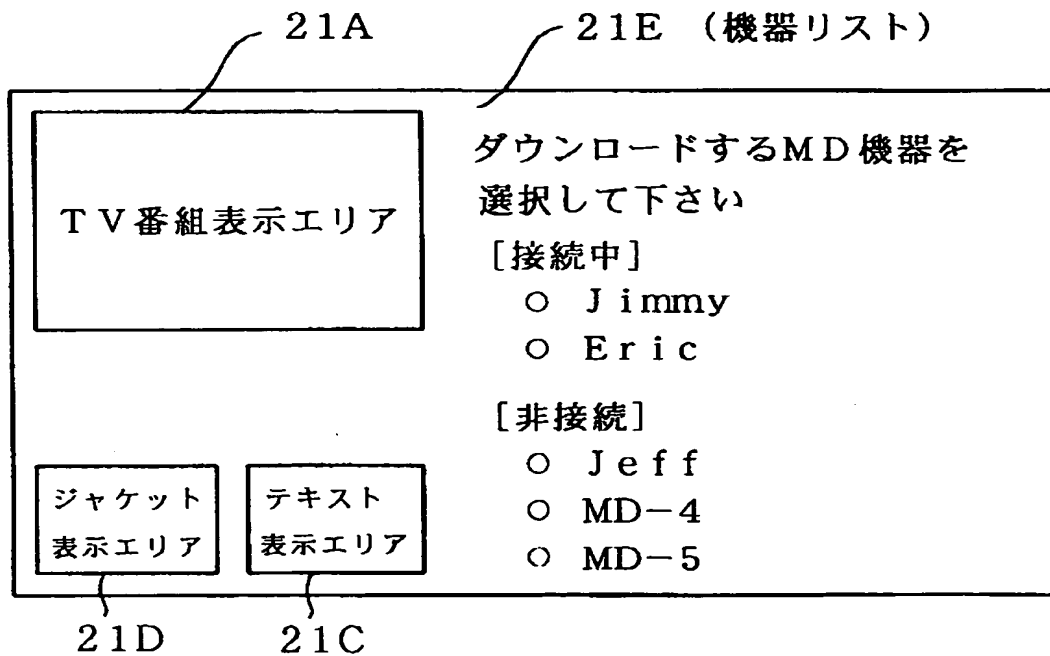 21A
21E (機器リスト)
TV番組表示エリア
ダウンロードするMD機器を
選択して下さい
[接続中]
○ Jimmy
○ Eric
[非接続]
○ Jeff
○ MD-4
○ MD-5
ジャケット
表示エリア
テキスト
表示エリア
21D
21C